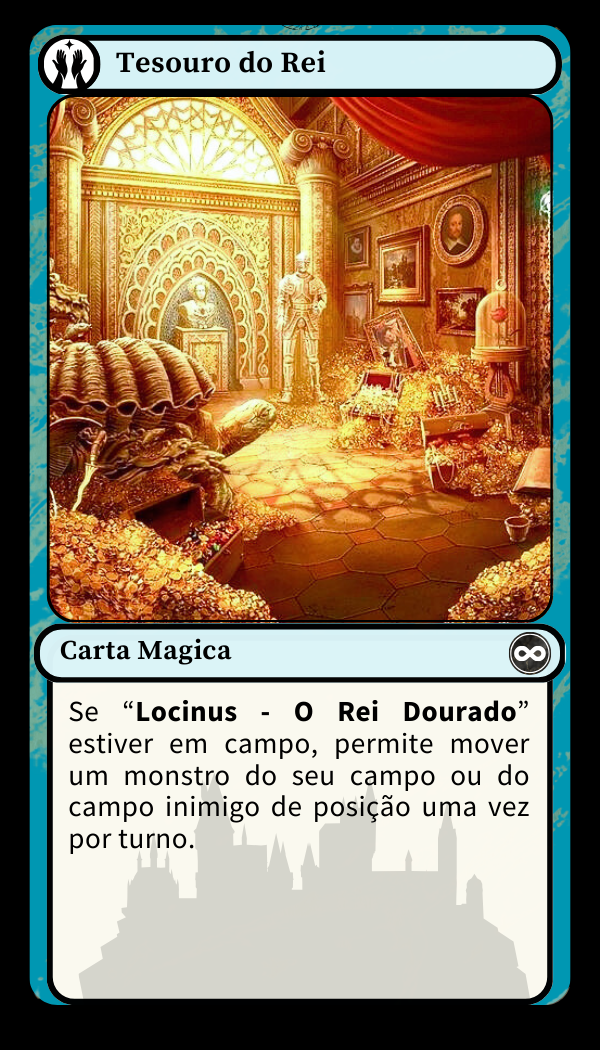 Tesouro do Rei
Carta Magica
Se “Locinus - O Rei Dourado”
estiver em campo, permite mover
um monstro do seu campo ou do
campo inimigo de posição uma vez
por turno.